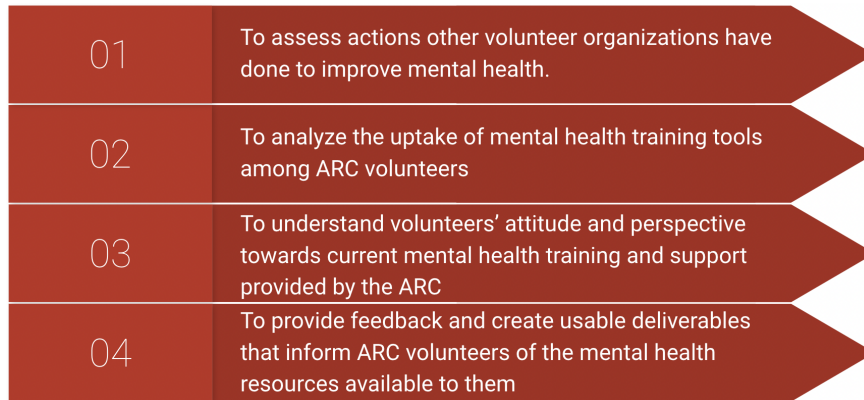 01
To assess actions other volunteer organizations have
done to improve mental health.
02
To analyze the uptake of mental health training tools
among ARC volunteers
03
To understand volunteers’ attitude and perspective
towards current mental health training and support
provided by the ARC
04
To provide feedback and create usable deliverables
that inform ARC volunteers of the mental health
resources available to them